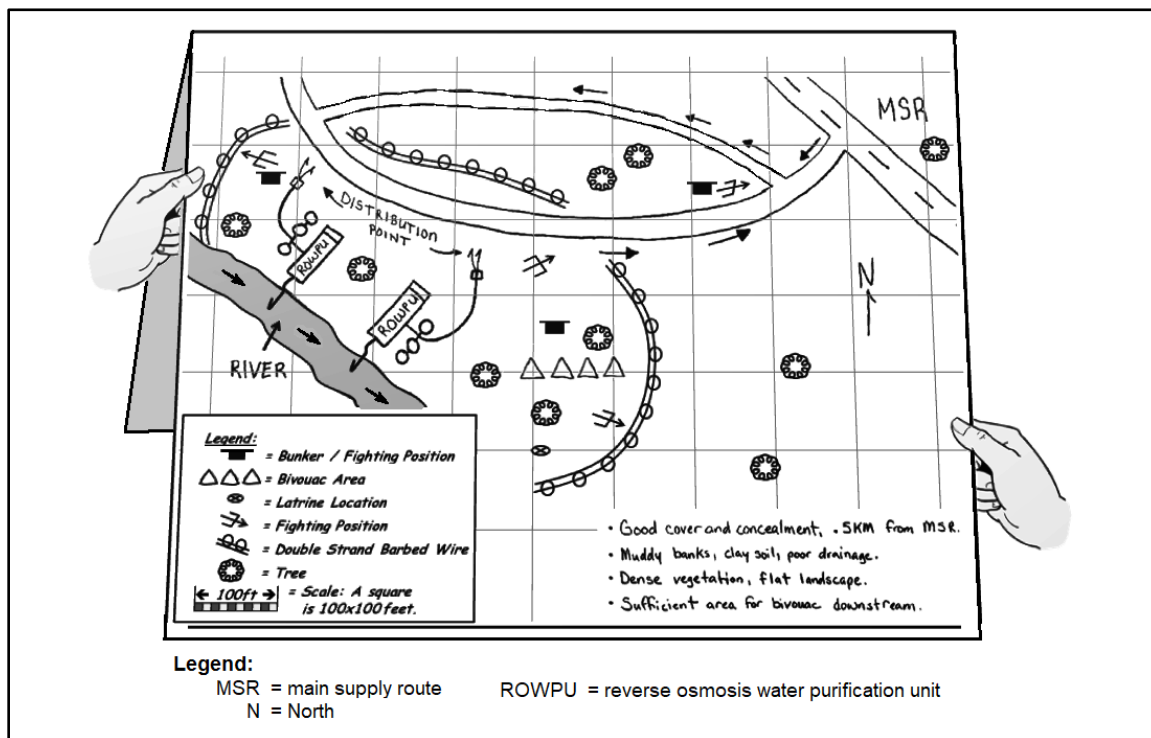 MSR
DISTRIBUTION
POINT
ROWPU
ROWPU
N
RIVER
Legend:
= Bunker / Fighting Position
= Bivouac Area
= Latrine Location
= Fighting Position
= Double Strand Barbed Wire
= Tree
100ft = Scale: A square
is 100x100 feet.
• Good cover and concealment, .5KM from MSR.
• Muddy banks, clay soil, poor drainage.
• Dense vegetation, flat landscape.
• Sufficient area for bivouac downstream.
Legend:
MSR = main supply route ROWPU = reverse osmosis water purification unit
N = North